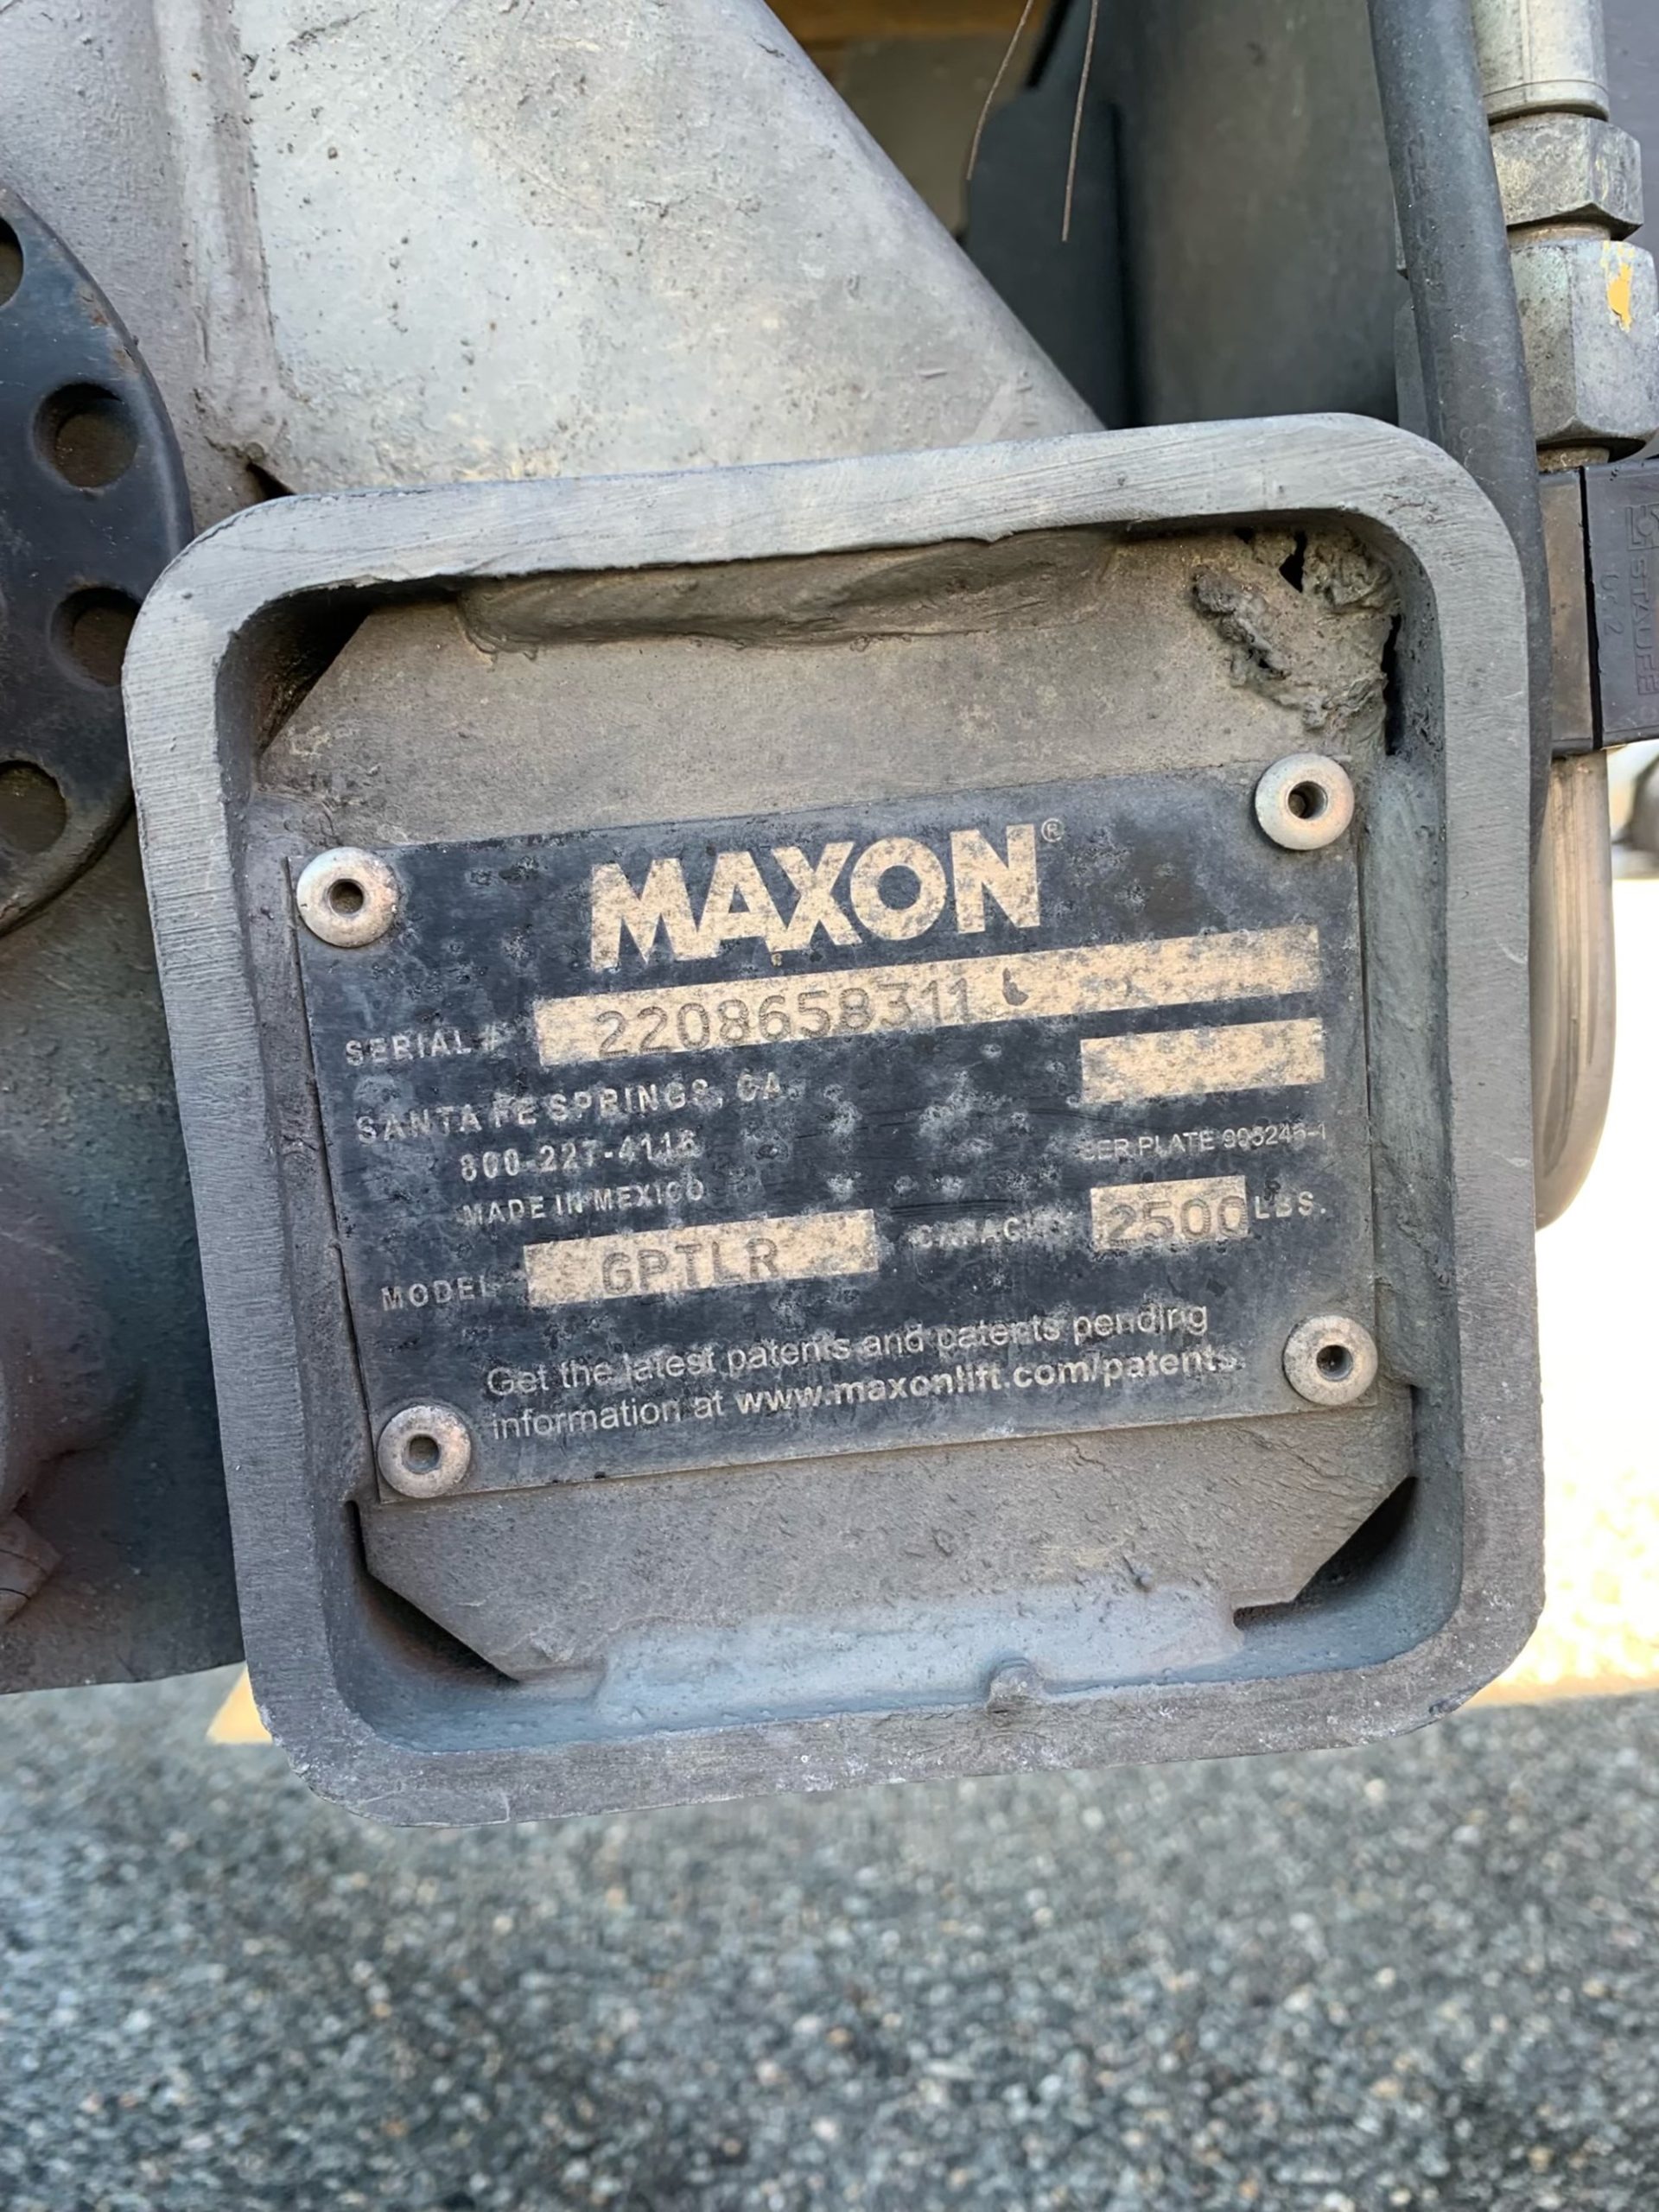 MAXON®
SERIAL# 2208658311
SANTA FE SPRINGS, CA.
800-227-4116
MADE IN MEXICO
SER PLATE 905246-1
MODEL GPTLR CAPACITY 2500 LBS.
Get the latest patents and patents pending
information at www.maxonlift.com/patents.
STAUFF